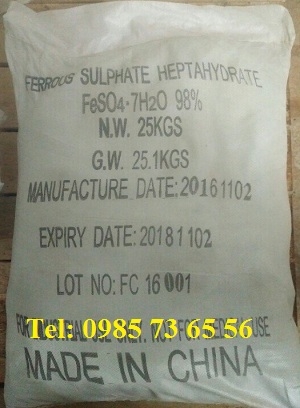 FERROUS SULPHATE HEPTAHYDRATE
FeSO4·7H2O 98%
N.W. 25KGS
G.W. 25.1KGS
MANUFACTURE DATE: 20161102
EXPIRY DATE: 20181102
LOT NO: FC 16001
Tel: 0985 73 65 56
USE
MADE IN CHINA